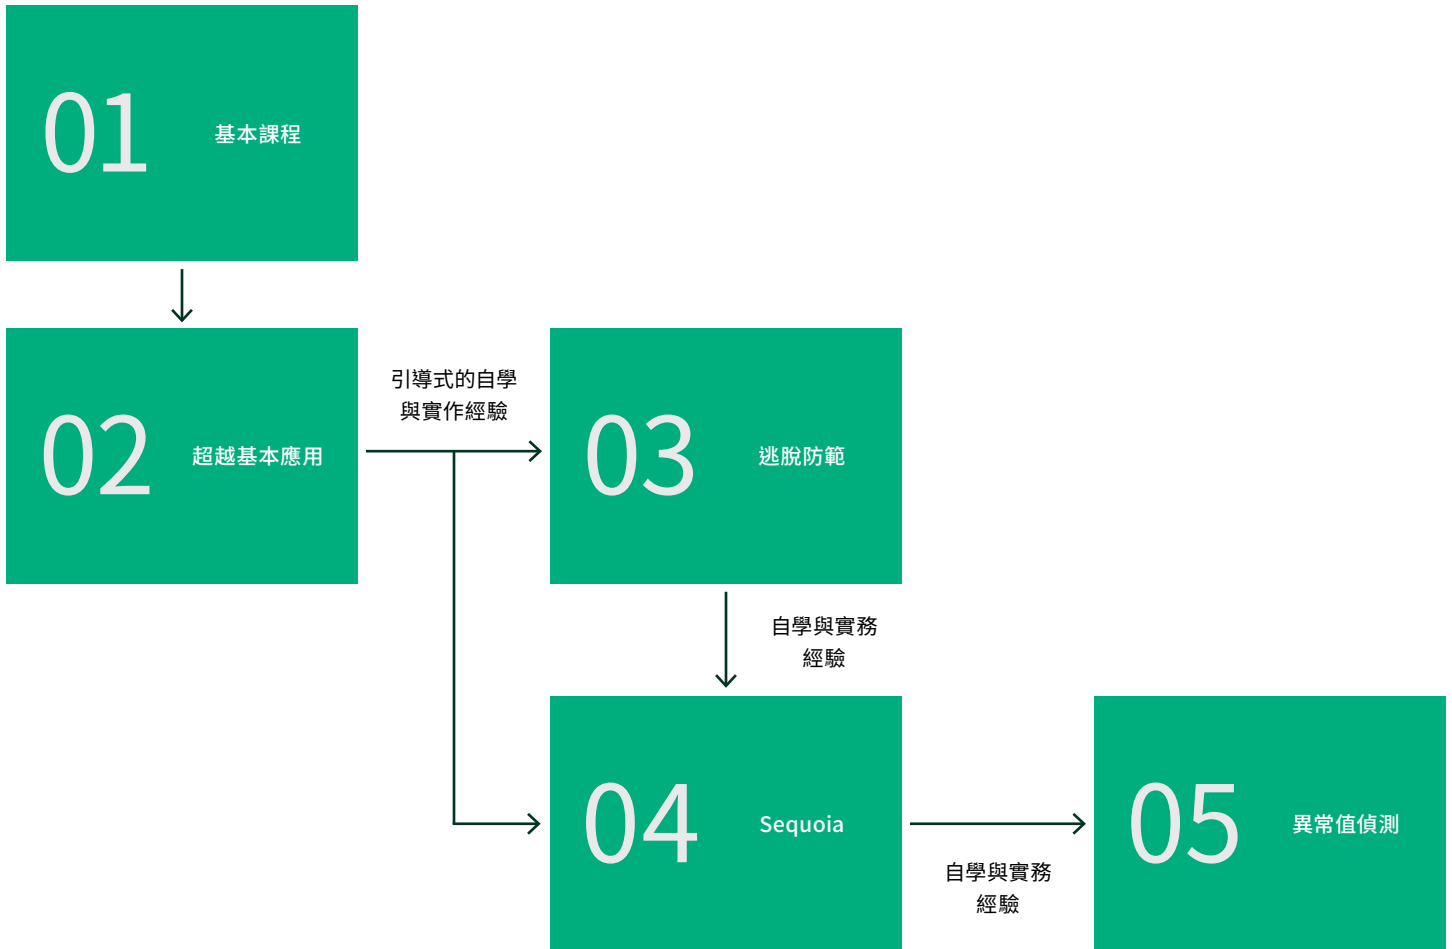 01
基本課程
02
超越基本應用
引導式的自學
與實作經驗
03
逃脫防範
自學與實務
經驗
04
Sequoia
自學與實務
經驗
05
異常值偵測